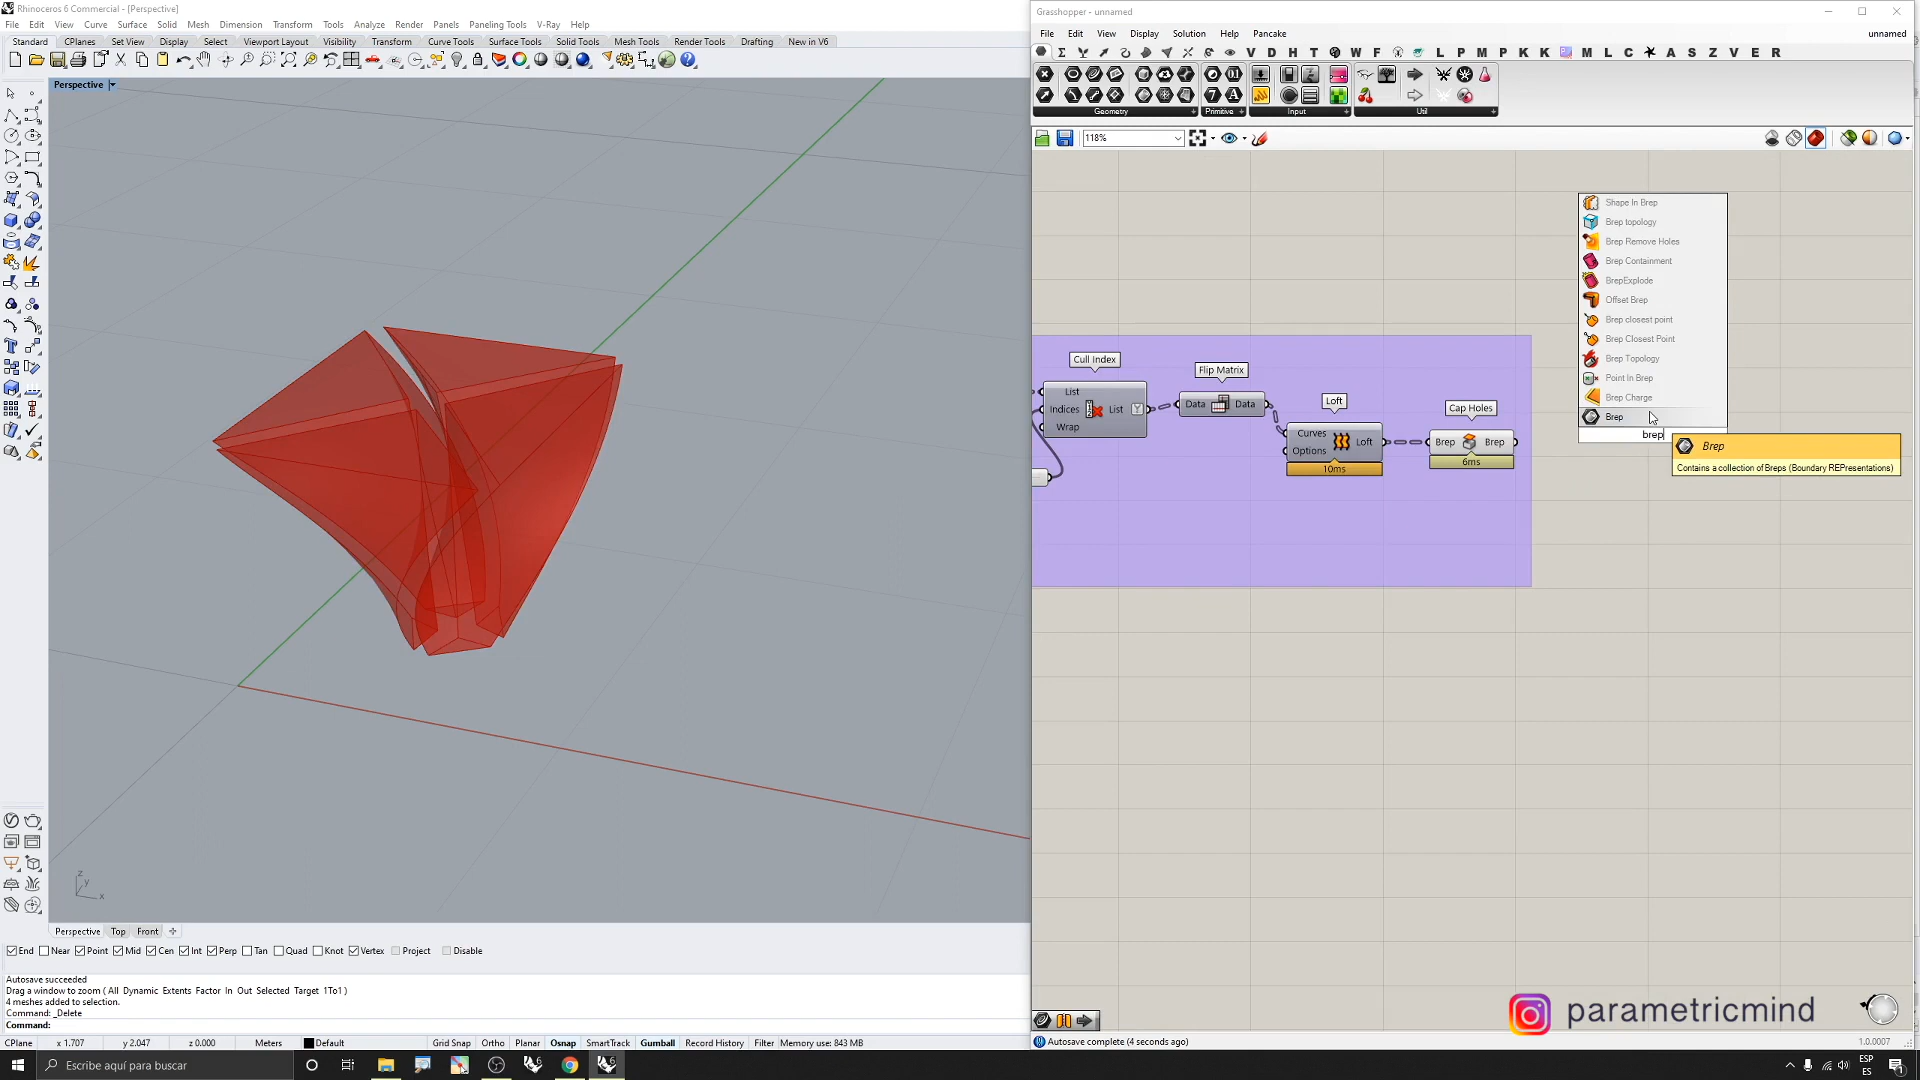 Rhinoceros 6 Commercial - [Perspective]
File Edit View Curve Surface Solid Mesh Dimension Transform Tools Analyze Render Panels Paneling Tools V-Ray Help
Standard CPlanes Set View Display Select Viewport Layout Visibility Transform Curve Tools Surface Tools Solid Tools Mesh Tools Render Tools Drafting New in V6
Perspective
z
y
x
Perspective Top Front
End Near Point Mid Cen Int Perp Tan Quad Knot Vertex Project Disable
Autosave succeeded
Drag a window to zoom ( All Dynamic Extents Factor In Out Selected Target 1To1 )
4 meshes added to selection.
Command: _Delete
Command:
CPlane x 1.707 y 2.047 z 0.000 Meters Default Grid Snap Ortho Planar Osnap SmartTrack Gumball Record History Filter Memory use: 843 MB
Grasshopper - unnamed
File Edit View Display Solution Help Pancake unnamed
L P M P K K M L C A S Z V E R
V D H T W F
Geometry Primitive Input Util
118%
Shape In Brep
Brep topology
Brep Remove Holes
Brep Containment
BrepExplode
Offset Brep
Brep closest point
Brep Closest Point
Brep Topology
Point In Brep
Brep Charge
Brep
brep
Brep
Contains a collection of Breps (Boundary REPresentations)
Cull Index
List
Indices List
Wrap
Flip Matrix
Data Data
Loft
Curves Loft
Options
10ms
Cap Holes
Brep Brep
6ms
parametricmind
Autosave complete (4 seconds ago)
1.0.0007
Escribe aquí para buscar
ESP
ES